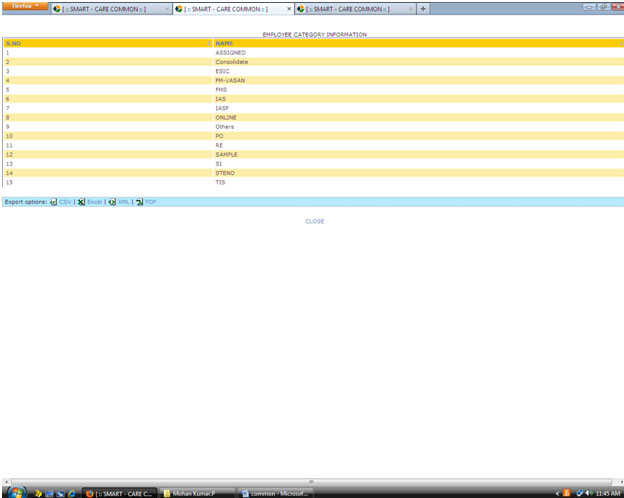 Firefox
[ :: SMART - CARE COMMON :: ] × [ :: SMART - CARE COMMON :: ] × [ :: SMART - CARE COMMON :: ] × +
EMPLOYEE CATEGORY INFORMATION
S.NO NAME
1 ASSIGNED
2 Consolidate
3 ESIC
4 FM-VASAN
5 FMS
6 IAS
7 IASF
8 ONLINE
9 Others
10 PO
11 RE
12 SAMPLE
13 SI
14 STENO
15 TIS
Export options: CSV | Excel | XML | PDF
CLOSE
[ :: SMART - CARE C... Mohan Kumar.P common - Microsof... 11:45 AM